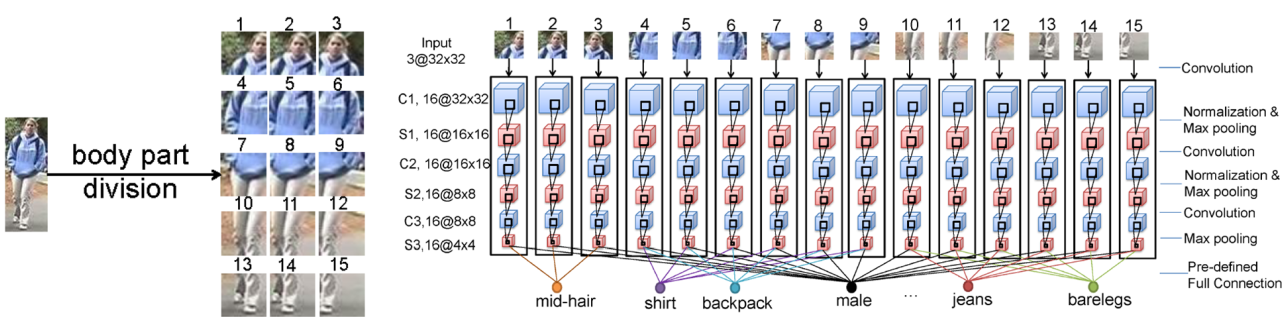 body part
division
1 2 3
4 5 6
7 8 9
10 11 12
13 14 15
Input
3@32x32
1 2 3 4 5 6 7 8 9 10 11 12 13 14 15
C1, 16@32x32
S1, 16@16x16
C2, 16@16x16
S2,16@8x8
C3,16@8x8
S3,16@4x4
Convolution
Normalization &
Max pooling
Convolution
Normalization &
Max pooling
Convolution
Max pooling
Pre-defined
Full Connection
mid-hair shirt backpack male ... jeans barelegs